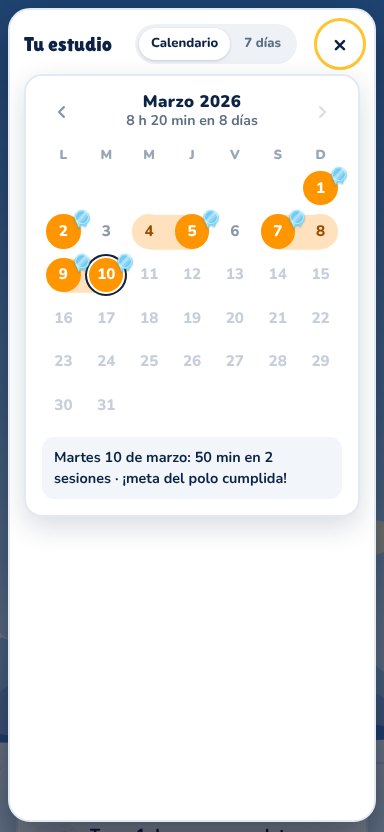 Tu estudio
Calendario 7 días
Marzo 2026
8 h 20 min en 8 días
L M M J V S D
1
2 3 4 5 6 7 8
9 10 11 12 13 14 15
16 17 18 19 20 21 22
23 24 25 26 27 28 29
30 31
Martes 10 de marzo: 50 min en 2
sesiones · ¡meta del polo cumplida!